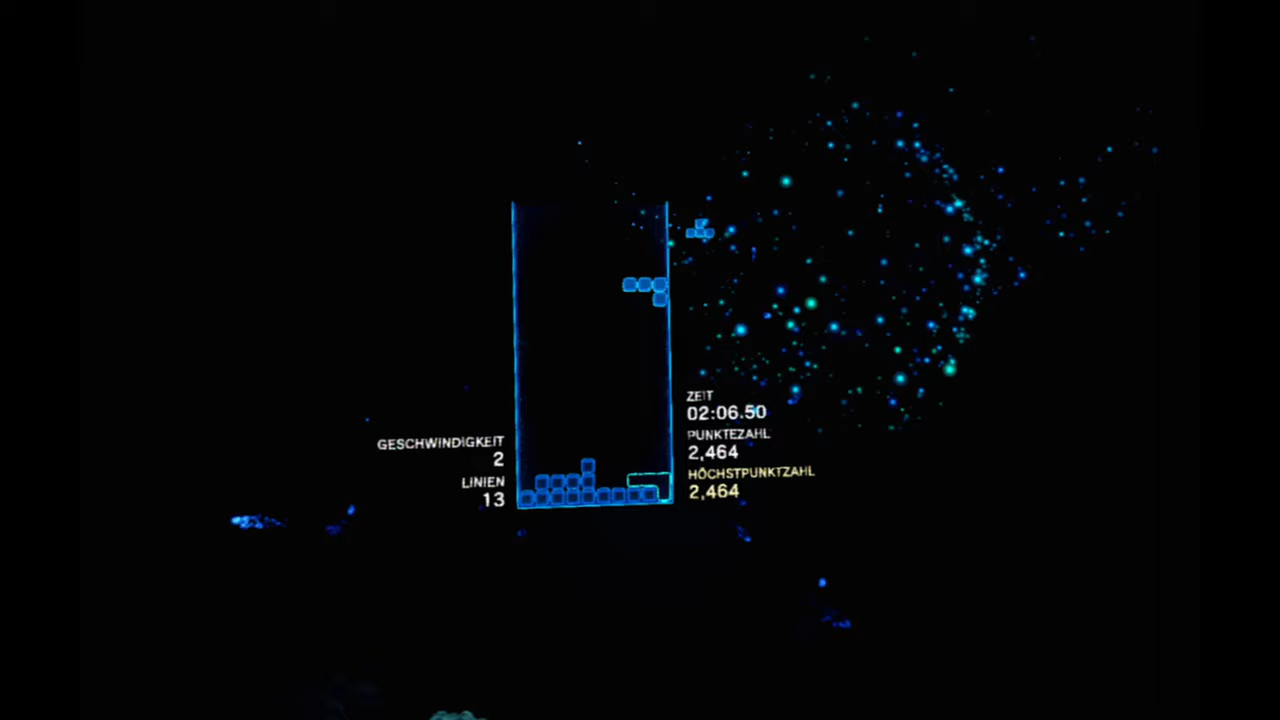 GESCHWINDIGKEIT
2
LINIEN
13
ZEIT
02:06.50
PUNKTEZAHL
2,464
HÖCHSTPUNKTZAHL
2,464